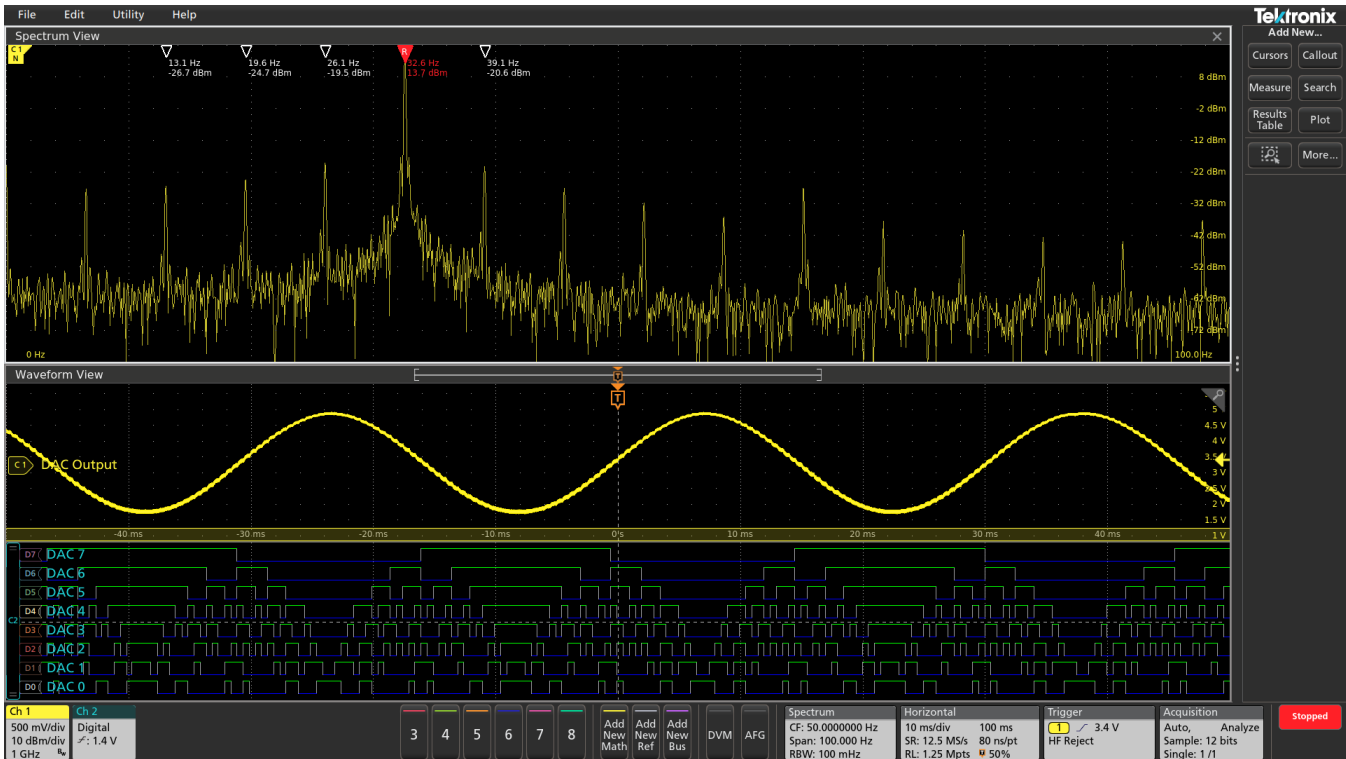 File Edit Utility Help
Tektronix
Spectrum View
Add New...
C1
N
R
13.1 Hz 19.6 Hz 26.1 Hz 32.6 Hz 39.1 Hz
-26.7 dBm -24.7 dBm -19.5 dBm 13.7 dBm -20.6 dBm
Cursors Callout
Measure Search
Results Table Plot
More...
8 dBm
-2 dBm
-12 dBm
-22 dBm
-32 dBm
-42 dBm
-52 dBm
-62 dBm
-72 dBm
0 Hz 100.0 Hz
Waveform View
T
T
5
4.5 V
4 V
3.5 V
3 V
2.5 V
2 V
1.5 V
1 V
C1 DAC Output
-40 ms -30 ms -20 ms -10 ms 0 s 10 ms 20 ms 30 ms 40 ms
C2
D7 DAC 7
D6 DAC 6
D5 DAC 5
D4 DAC 4
D3 DAC 3
D2 DAC 2
D1 DAC 1
D0 DAC 0
Ch 1
500 mV/div
10 dBm/div
1 GHz Bw
Ch 2
Digital
: 1.4 V
3 4 5 6 7 8
Add New Math
Add New Ref
Add New Bus
DVM AFG
Spectrum
CF: 50.0000000 Hz
Span: 100.000 Hz
RBW: 100 mHz
Horizontal
10 ms/div 100 ms
SR: 12.5 MS/s 80 ns/pt
RL: 1.25 Mpts 50%
Trigger
1 3.4 V
HF Reject
Acquisition
Auto, Analyze
Sample: 12 bits
Single: 1 /1
Stopped